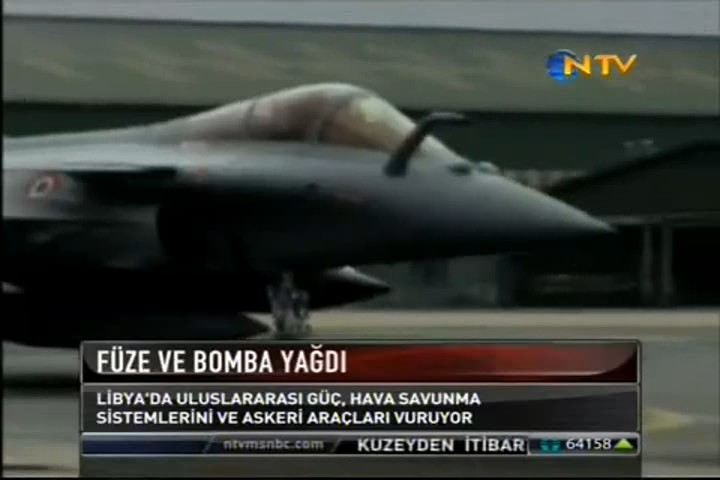 NTV
FÜZE VE BOMBA YAĞDI
LİBYA'DA ULUSLARARASI GÜÇ, HAVA SAVUNMA
SİSTEMLERİNİ VE ASKERİ ARAÇLARI VURUYOR
ntvmsnbc.com KUZEYDEN İTİBAR 64158